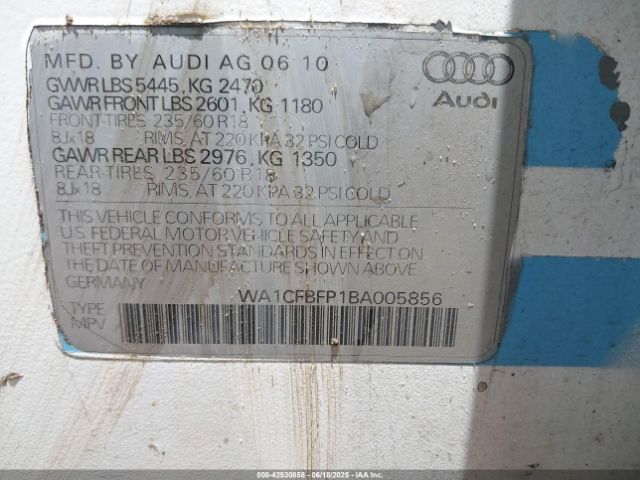 MFD. BY AUDI AG 06 10
GVWR LBS 5445, KG 2470
GAWR FRONT LBS 2601, KG 1180
FRONT-TIRES 235/60 R18
8Jx18 RIMS, AT 220 KPA 32 PSI COLD
GAWR REAR LBS 2976, KG 1350
REAR-TIRES 235/60 R 18
8Jx18 RIMS, AT 220 KPA 32 PSI COLD
THIS VEHICLE CONFORMS TO ALL APPLICABLE
U.S. FEDERAL MOTOR VEHICLE SAFETY AND
THEFT PREVENTION STANDARDS IN EFFECT ON
THE DATE OF MANUFACTURE SHOWN ABOVE
GERMANY WA1CFBFP1BA005856
TYPE
MPV
Audi
000-42530858 - 06/18/2025 - IAAI.COM